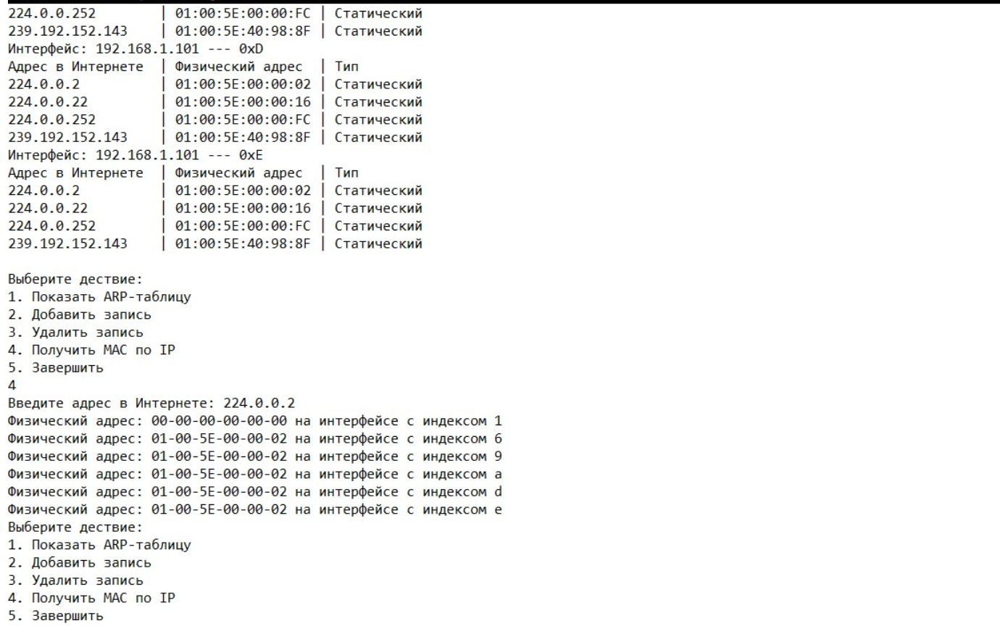 224.0.0.252 | 01:00:5E:00:00:FC | Статический
239.192.152.143 | 01:00:5E:40:98:8F | Статический
Интерфейс: 192.168.1.101 --- 0xD
Адрес в Интернете | Физический адрес | Тип
224.0.0.2 | 01:00:5E:00:00:02 | Статический
224.0.0.22 | 01:00:5E:00:00:16 | Статический
224.0.0.252 | 01:00:5E:00:00:FC | Статический
239.192.152.143 | 01:00:5E:40:98:8F | Статический
Интерфейс: 192.168.1.101 --- 0xE
Адрес в Интернете | Физический адрес | Тип
224.0.0.2 | 01:00:5E:00:00:02 | Статический
224.0.0.22 | 01:00:5E:00:00:16 | Статический
224.0.0.252 | 01:00:5E:00:00:FC | Статический
239.192.152.143 | 01:00:5E:40:98:8F | Статический
Выберите дествие:
1. Показать ARP-таблицу
2. Добавить запись
3. Удалить запись
4. Получить MAC по IP
5. Завершить
4
Введите адрес в Интернете: 224.0.0.2
Физический адрес: 00-00-00-00-00-00 на интерфейсе с индексом 1
Физический адрес: 01-00-5E-00-00-02 на интерфейсе с индексом 6
Физический адрес: 01-00-5E-00-00-02 на интерфейсе с индексом 9
Физический адрес: 01-00-5E-00-00-02 на интерфейсе с индексом a
Физический адрес: 01-00-5E-00-00-02 на интерфейсе с индексом d
Физический адрес: 01-00-5E-00-00-02 на интерфейсе с индексом e
Выберите дествие:
1. Показать ARP-таблицу
2. Добавить запись
3. Удалить запись
4. Получить MAC по IP
5. Завершить